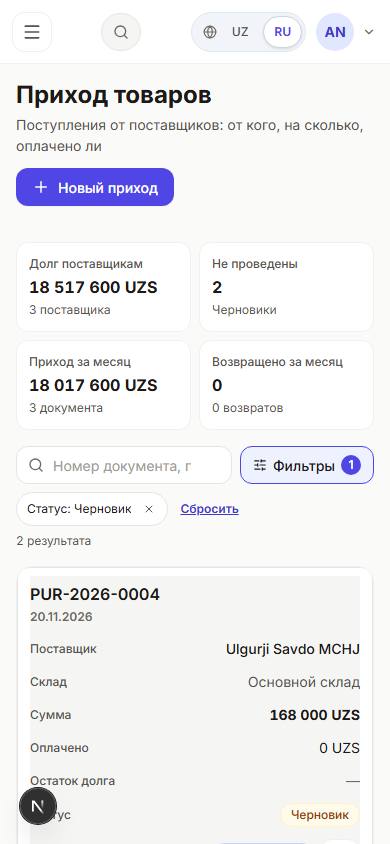 UZ
RU
AN
Приход товаров
Поступления от поставщиков: от кого, на сколько,
оплачено ли
Новый приход
Долг поставщикам
18 517 600 UZS
3 поставщика
Не проведены
2
Черновики
Приход за месяц
18 017 600 UZS
3 документа
Возвращено за месяц
0
0 возвратов
Номер документа, г
Фильтры 1
Статус: Черновик
Сбросить
2 результата
PUR-2026-0004
20.11.2026
Поставщик Ulgurji Savdo MCHJ
Склад Основной склад
Сумма 168 000 UZS
Оплачено 0 UZS
Остаток долга —
тус Черновик
N